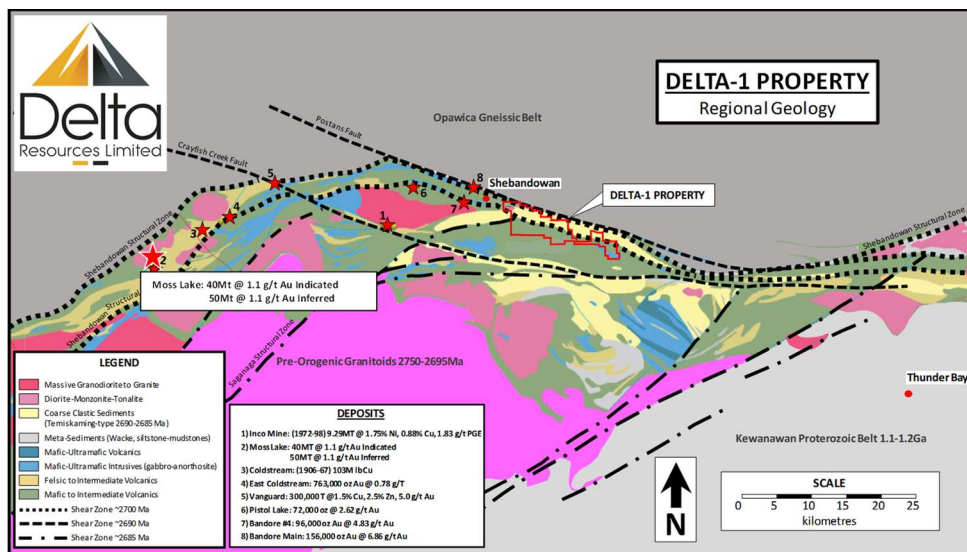 Delta
Resources Limited
DELTA-1 PROPERTY
Regional Geology
Opawica Gneissic Belt
Postans Fault
Crayfish Creek Fault
Shebandowan
DELTA-1 PROPERTY
Shebandowan Structural Zone
Shebandowan Structural Zone
Shebandowan Structural
Saganaga Structural Zone
1
2
3
4
5
6
7
8
Moss Lake: 40Mt @ 1.1 g/t Au Indicated
50Mt @ 1.1 g/t Au Inferred
Pre-Orogenic Granitoids 2750-2695Ma
Thunder Bay
Kewanawan Proterozoic Belt 1.1-1.2Ga
LEGEND
Massive Granodiorite to Granite
Diorite-Monzonite-Tonalite
Coarse Clastic Sediments
(Temiskaming-type 2690-2685 Ma)
Meta-Sediments (Wacke, siltstone-mudstones)
Mafic-Ultramafic Volcanics
Mafic-Ultramafic Intrusives (gabbro-anorthosite)
Felsic to Intermediate Volcanics
Mafic to Intermediate Volcanics
Shear Zone ~2700 Ma
Shear Zone ~2690 Ma
Shear Zone ~2685 Ma
DEPOSITS
1) Inco Mine: (1972-98) 9.29MT @ 1.75% Ni, 0.88% Cu, 1.83 g/t PGE
2) Moss Lake: 40MT @ 1.1 g/t Au Indicated
50MT @ 1.1 g/t Au Inferred
3) Coldstream: (1906-67) 103M lb Cu
4) East Coldstream: 763,000 oz Au @ 0.78 g/T
5) Vanguard: 300,000 T @1.5% Cu, 2.5% Zn, 5.0 g/t Au
6) Pistol Lake: 72,000 oz @ 2.62 g/t Au
7) Bandore #4: 96,000 oz Au @ 4.83 g/t Au
8) Bandore Main: 156,000 oz Au @ 6.86 g/t Au
N
SCALE
0 5 10 15 20 25
kilometres